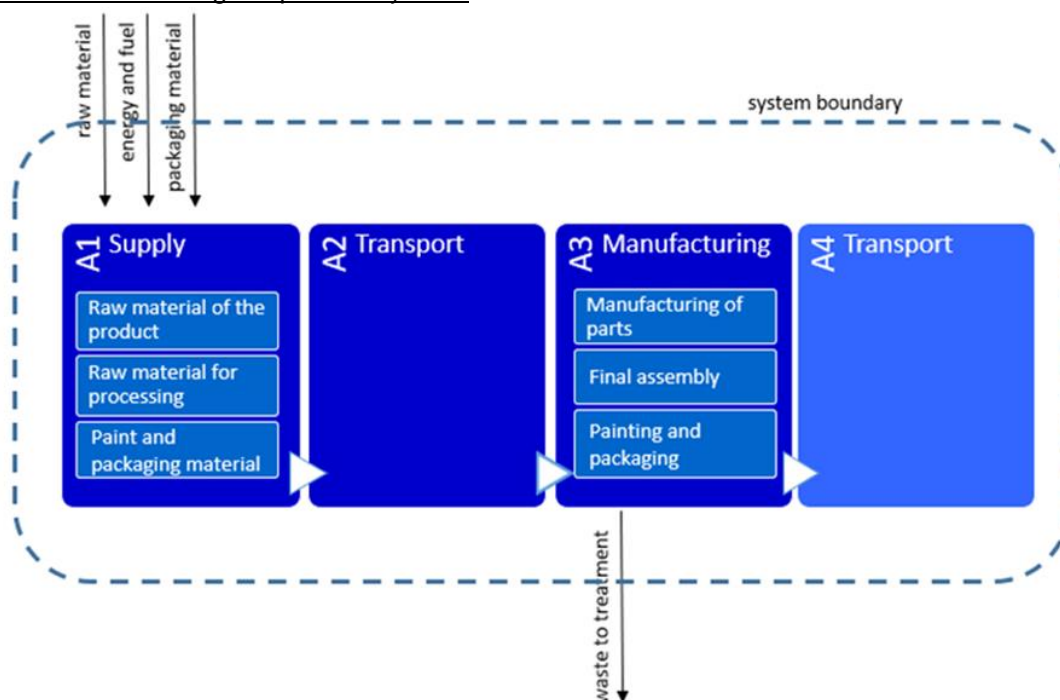 raw material
energy and fuel
packaging material
system boundary
A1 Supply
Raw material of the
product
Raw material for
processing
Paint and
packaging material
A2 Transport
A3 Manufacturing
Manufacturing of
parts
Final assembly
Painting and
packaging
A4 Transport
waste to treatment